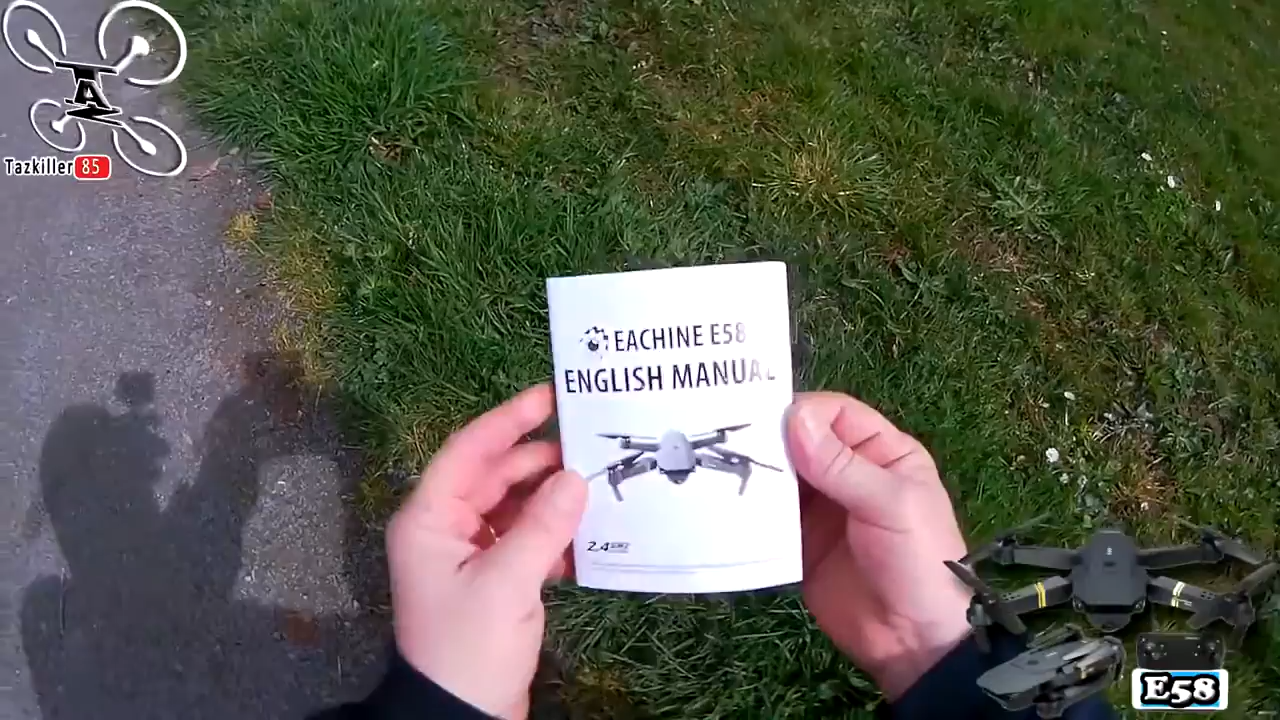 A
Tazkiller 85
EACHINE E58
ENGLISH MANUAL
2.4
E58